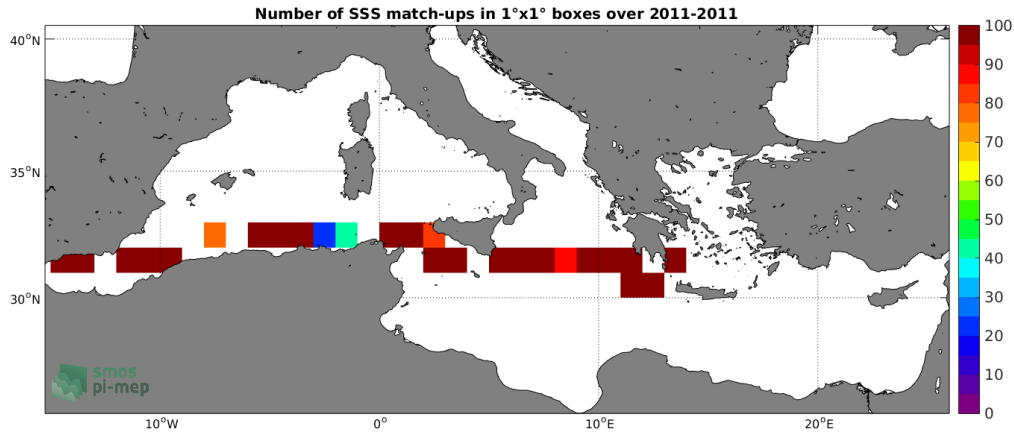 Number of SSS match-ups in 1°x1° boxes over 2011-2011
40°N
35°N
30°N
10°W
0°
10°E
20°E
100
90
80
70
60
50
40
30
20
10
0
smos
pi-mep